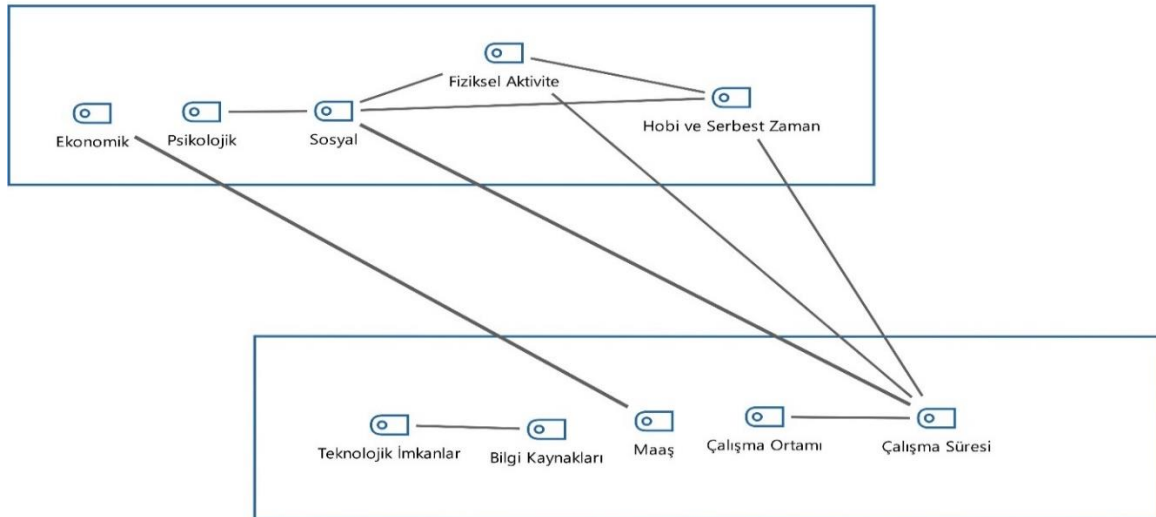 Fiziksel Aktivite
Hobi ve Serbest Zaman
Ekonomik
Psikolojik
Sosyal
Teknolojik İmkanlar
Bilgi Kaynakları
Maaş
Çalışma Ortamı
Çalışma Süresi